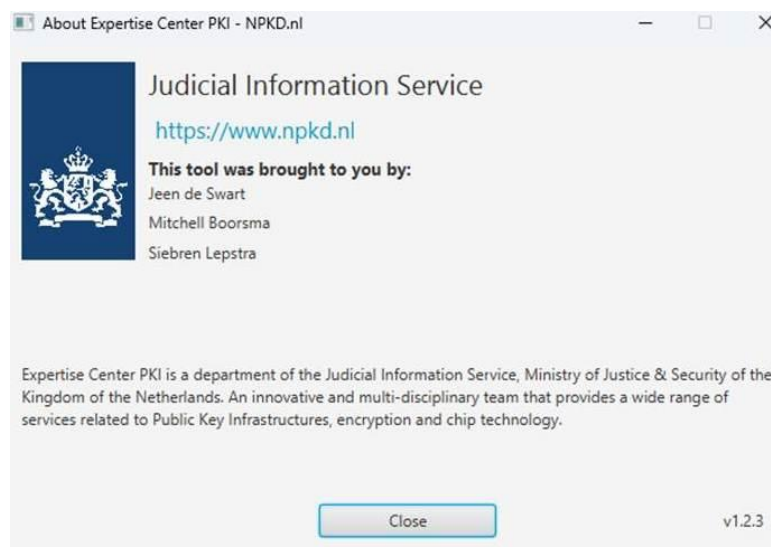 About Expertise Center PKI - NPKD.nl
Judicial Information Service
https://www.npkd.nl
This tool was brought to you by:
Jeen de Swart
Mitchell Boorsma
Siebren Lepstra
Expertise Center PKI is a department of the Judicial Information Service, Ministry of Justice & Security of the
Kingdom of the Netherlands. An innovative and multi-disciplinary team that provides a wide range of
services related to Public Key Infrastructures, encryption and chip technology.
Close
v1.2.3